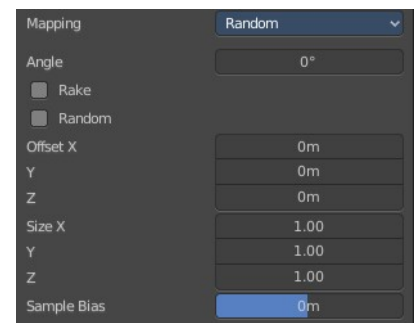 Mapping Random
Angle 0°
Rake
Random
Offset X 0m
Y 0m
Z 0m
Size X 1.00
Y 1.00
Z 1.00
Sample Bias 0m